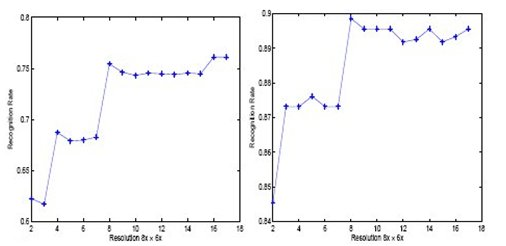 0.8
0.75
0.7
0.65
0.6
Recognition Rate
2 4 6 8 10 12 14 16 18
Resolution 8x × 6x
0.9
0.89
0.88
0.87
0.86
0.85
0.84
Recognition Rate
2 4 6 8 10 12 14 16 18
Resolution 8x × 6x